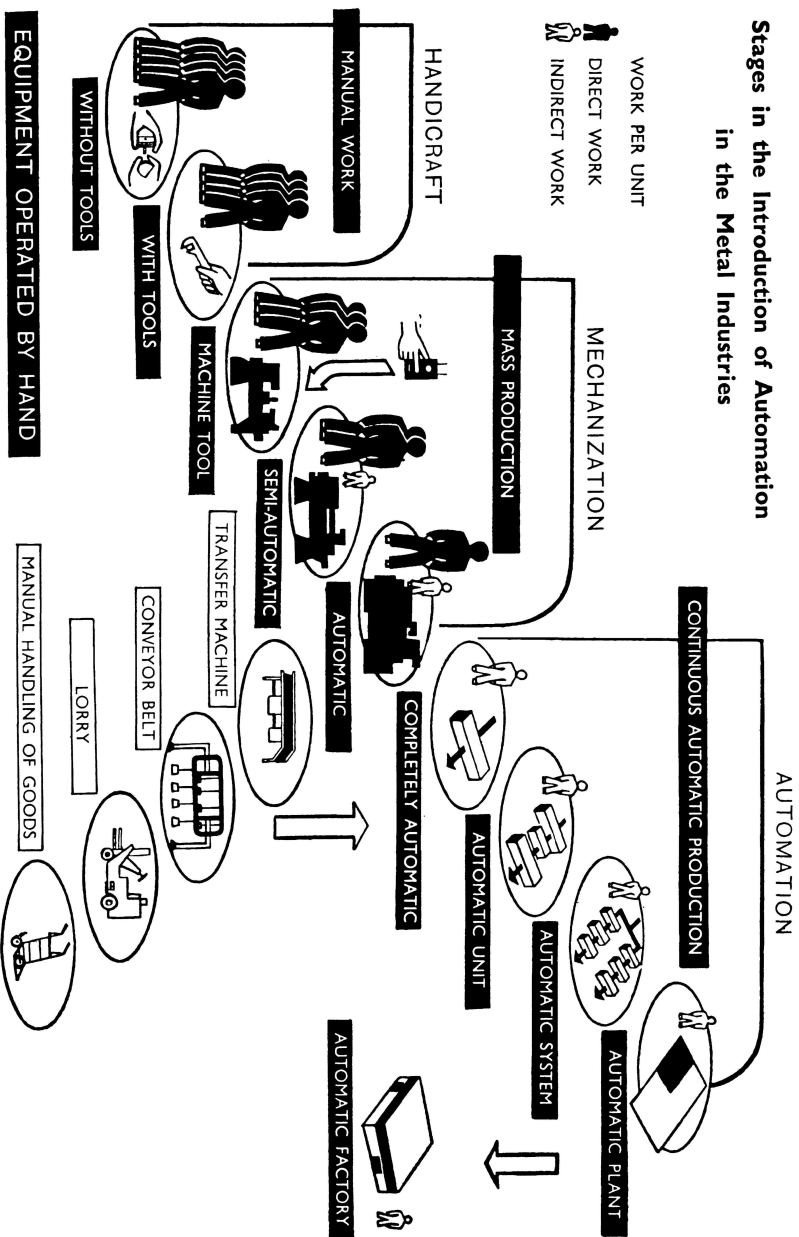 Stages in the Introduction of Automation
in the Metal Industries
WORK PER UNIT
DIRECT WORK
INDIRECT WORK
HANDICRAFT
MANUAL WORK
WITHOUT TOOLS
WITH TOOLS
MECHANIZATION
MASS PRODUCTION
MACHINE TOOL
SEMI-AUTOMATIC
AUTOMATIC
AUTOMATION
CONTINUOUS AUTOMATIC PRODUCTION
COMPLETELY AUTOMATIC
AUTOMATIC UNIT
AUTOMATIC SYSTEM
AUTOMATIC PLANT
AUTOMATIC FACTORY
TRANSFER MACHINE
CONVEYOR BELT
LORRY
MANUAL HANDLING OF GOODS
EQUIPMENT OPERATED BY HAND